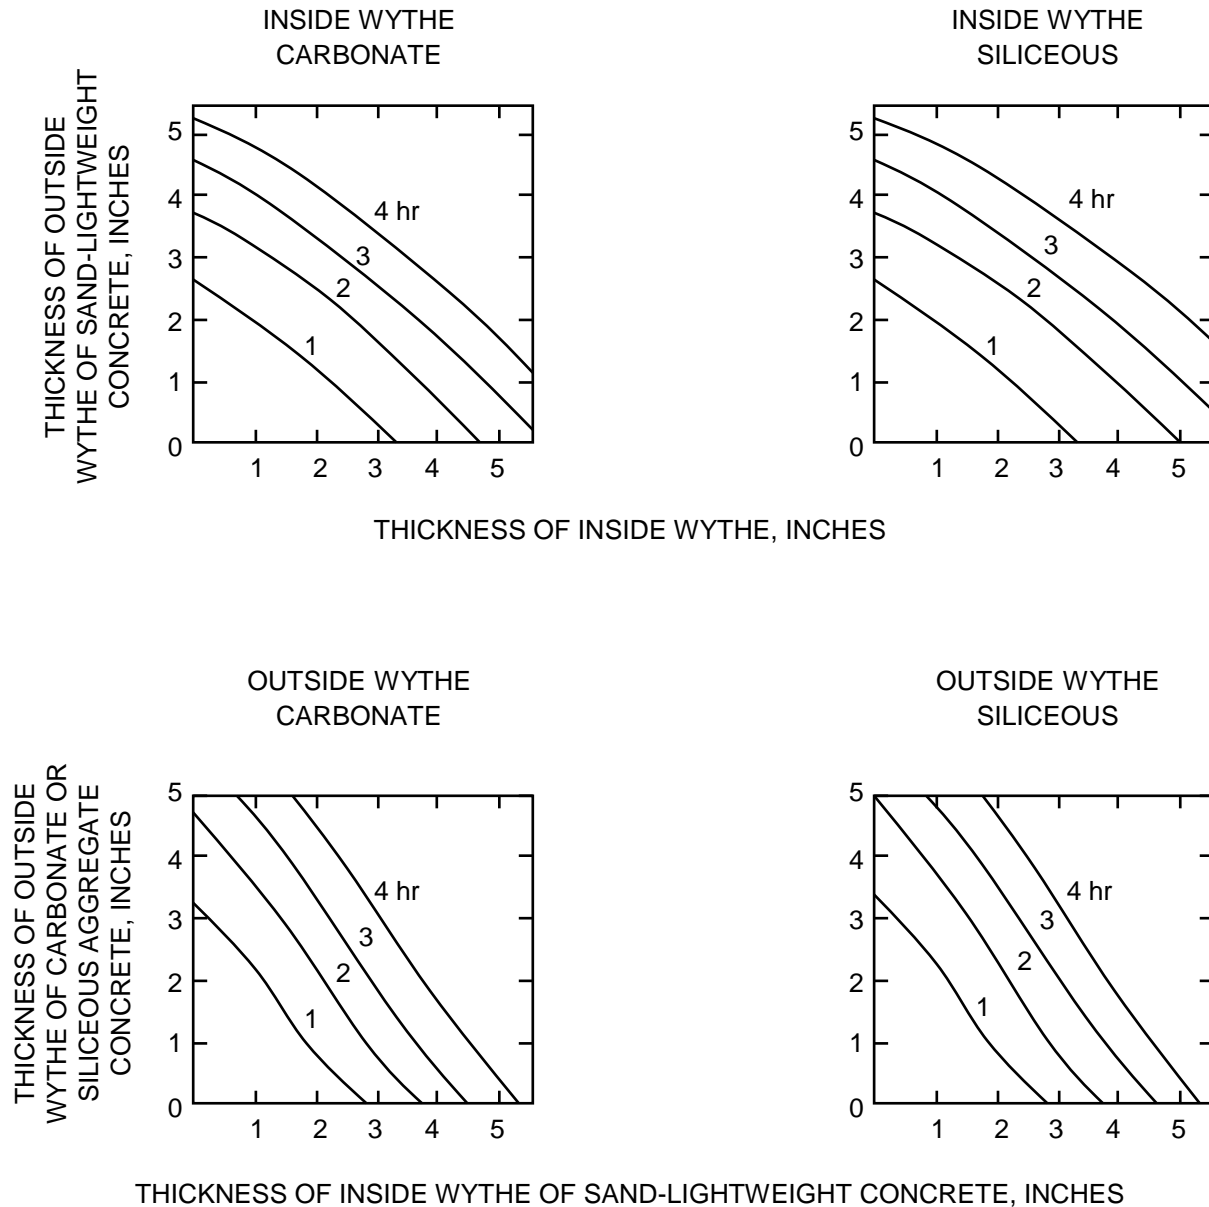 INSIDE WYTHE
CARBONATE
THICKNESS OF OUTSIDE
WYTHE OF SAND-LIGHTWEIGHT
CONCRETE, INCHES
5
4
3
2
1
0
4 hr
3
2
1
1 2 3 4 5
INSIDE WYTHE
SILICEOUS
5
4
3
2
1
0
4 hr
3
2
1
1 2 3 4 5
THICKNESS OF INSIDE WYTHE, INCHES
OUTSIDE WYTHE
CARBONATE
THICKNESS OF OUTSIDE
WYTHE OF CARBONATE OR
SILICEOUS AGGREGATE
CONCRETE, INCHES
5
4
3
2
1
0
4 hr
3
2
1
1 2 3 4 5
OUTSIDE WYTHE
SILICEOUS
5
4
3
2
1
0
4 hr
3
2
1
1 2 3 4 5
THICKNESS OF INSIDE WYTHE OF SAND-LIGHTWEIGHT CONCRETE, INCHES